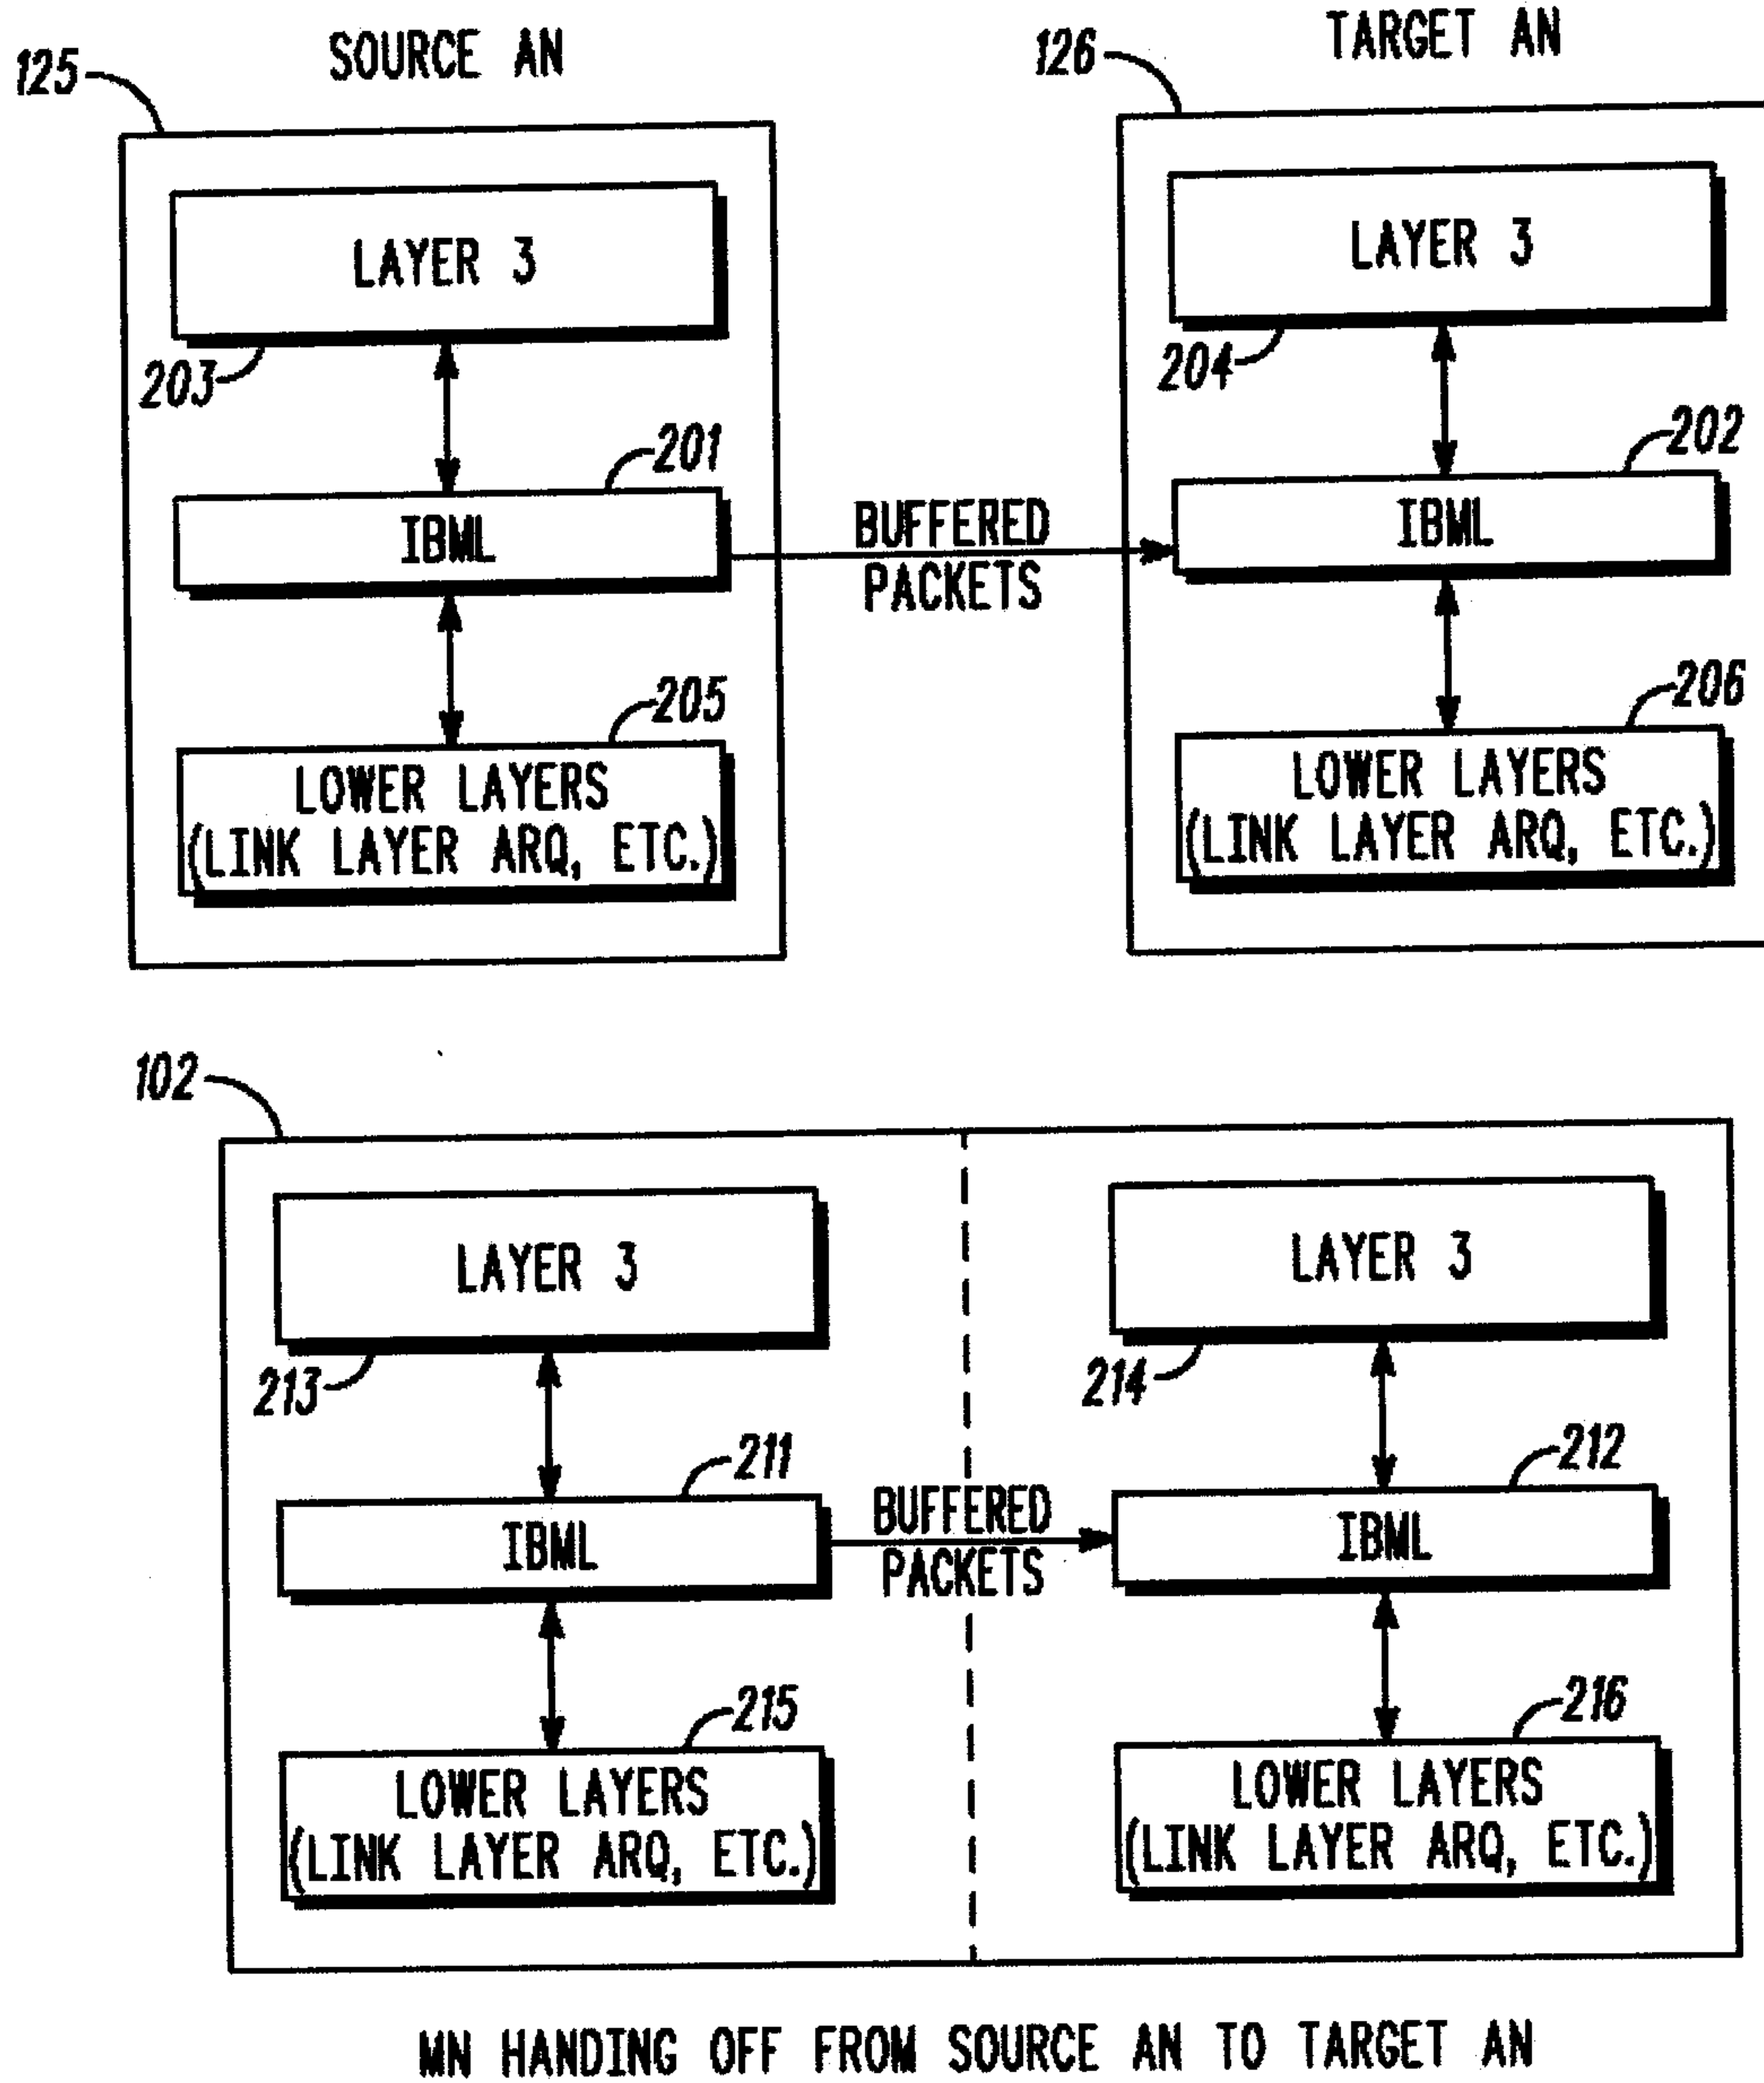 SOURCE AN
TARGET AN
125
126
LAYER 3
LAYER 3
203
204
201
202
IBML
BUFFERED
PACKETS
IBML
205
206
LOWER LAYERS
(LINK LAYER ARQ, ETC.)
LOWER LAYERS
(LINK LAYER ARQ, ETC.)
102
LAYER 3
LAYER 3
213
214
211
212
IBML
BUFFERED
PACKETS
IBML
215
216
LOWER LAYERS
(LINK LAYER ARQ, ETC.)
LOWER LAYERS
(LINK LAYER ARQ, ETC.)
MN HANDING OFF FROM SOURCE AN TO TARGET AN